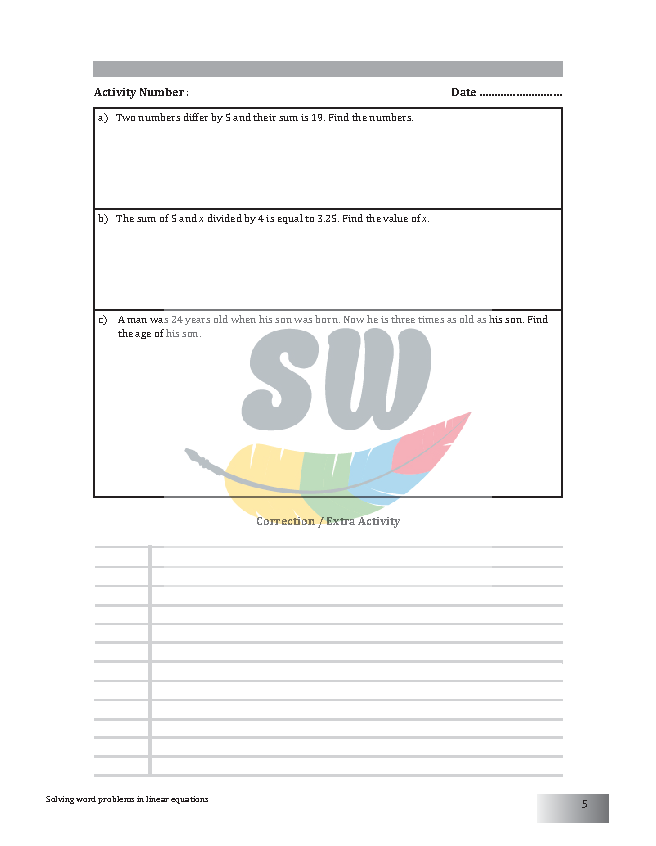 Activity Number :
Date ...........................
a) Two numbers differ by 5 and their sum is 19. Find the numbers.
b) The sum of 5 and x divided by 4 is equal to 3.25. Find the value of x.
c) A man was 24 years old when his son was born. Now he is three times as old as his son. Find
the age of his son.
SW
Correction / Extra Activity
Solving word problems in linear equations
5